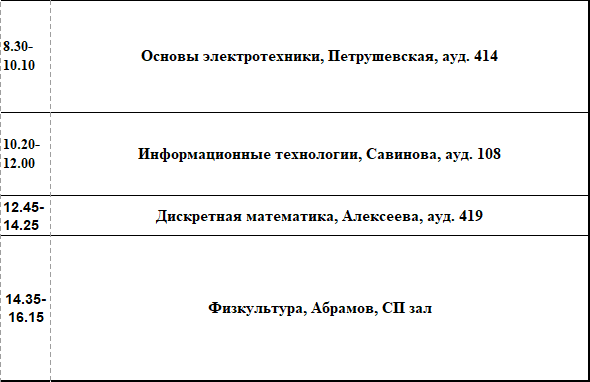 8.30-
10.10
Основы электротехники, Петрушевская, ауд. 414
10.20-
12.00
Информационные технологии, Савинова, ауд. 108
12.45-
14.25
Дискретная математика, Алексеева, ауд. 419
14.35-
16.15
Физкультура, Абрамов, СП зал